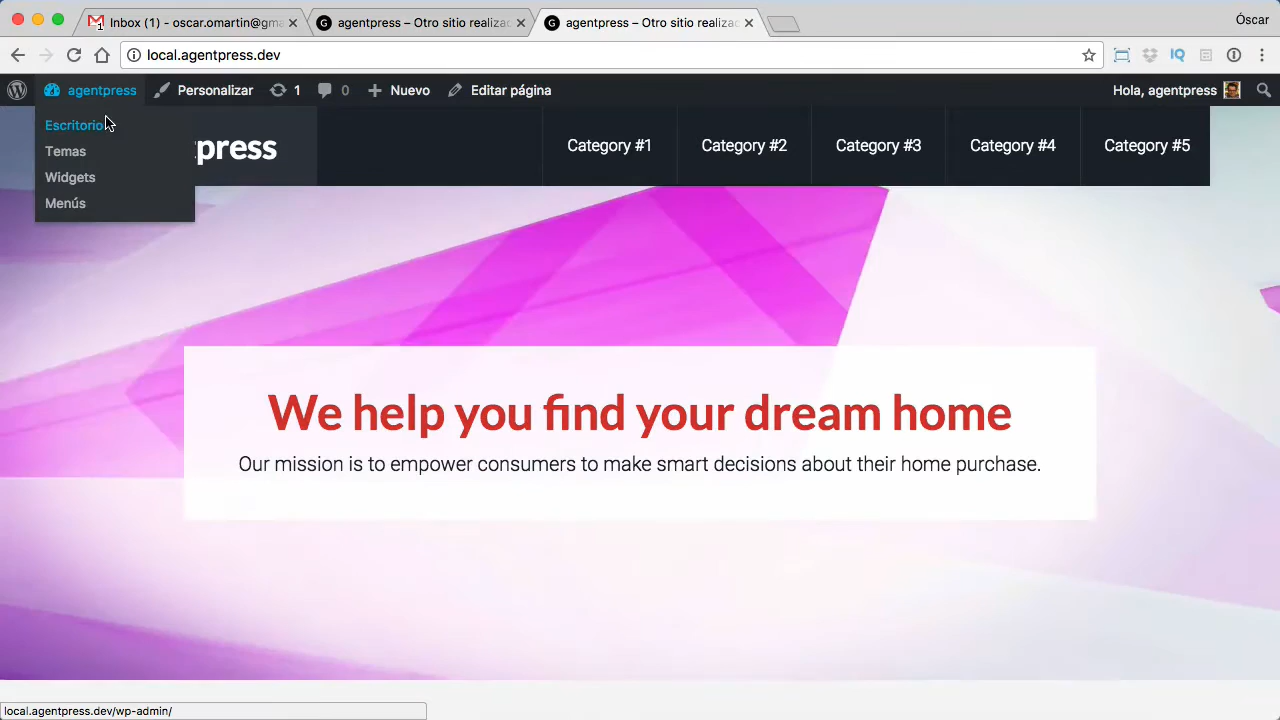 Inbox (1) - oscar.omartin@gma
agentpress – Otro sitio realiza
agentpress – Otro sitio realiza
Óscar
local.agentpress.dev
agentpress
Personalizar
1
0
Nuevo
Editar página
Hola, agentpress
Escritorio
Temas
Widgets
Menús
press
Category #1
Category #2
Category #3
Category #4
Category #5
We help you find your dream home
Our mission is to empower consumers to make smart decisions about their home purchase.
local.agentpress.dev/wp-admin/